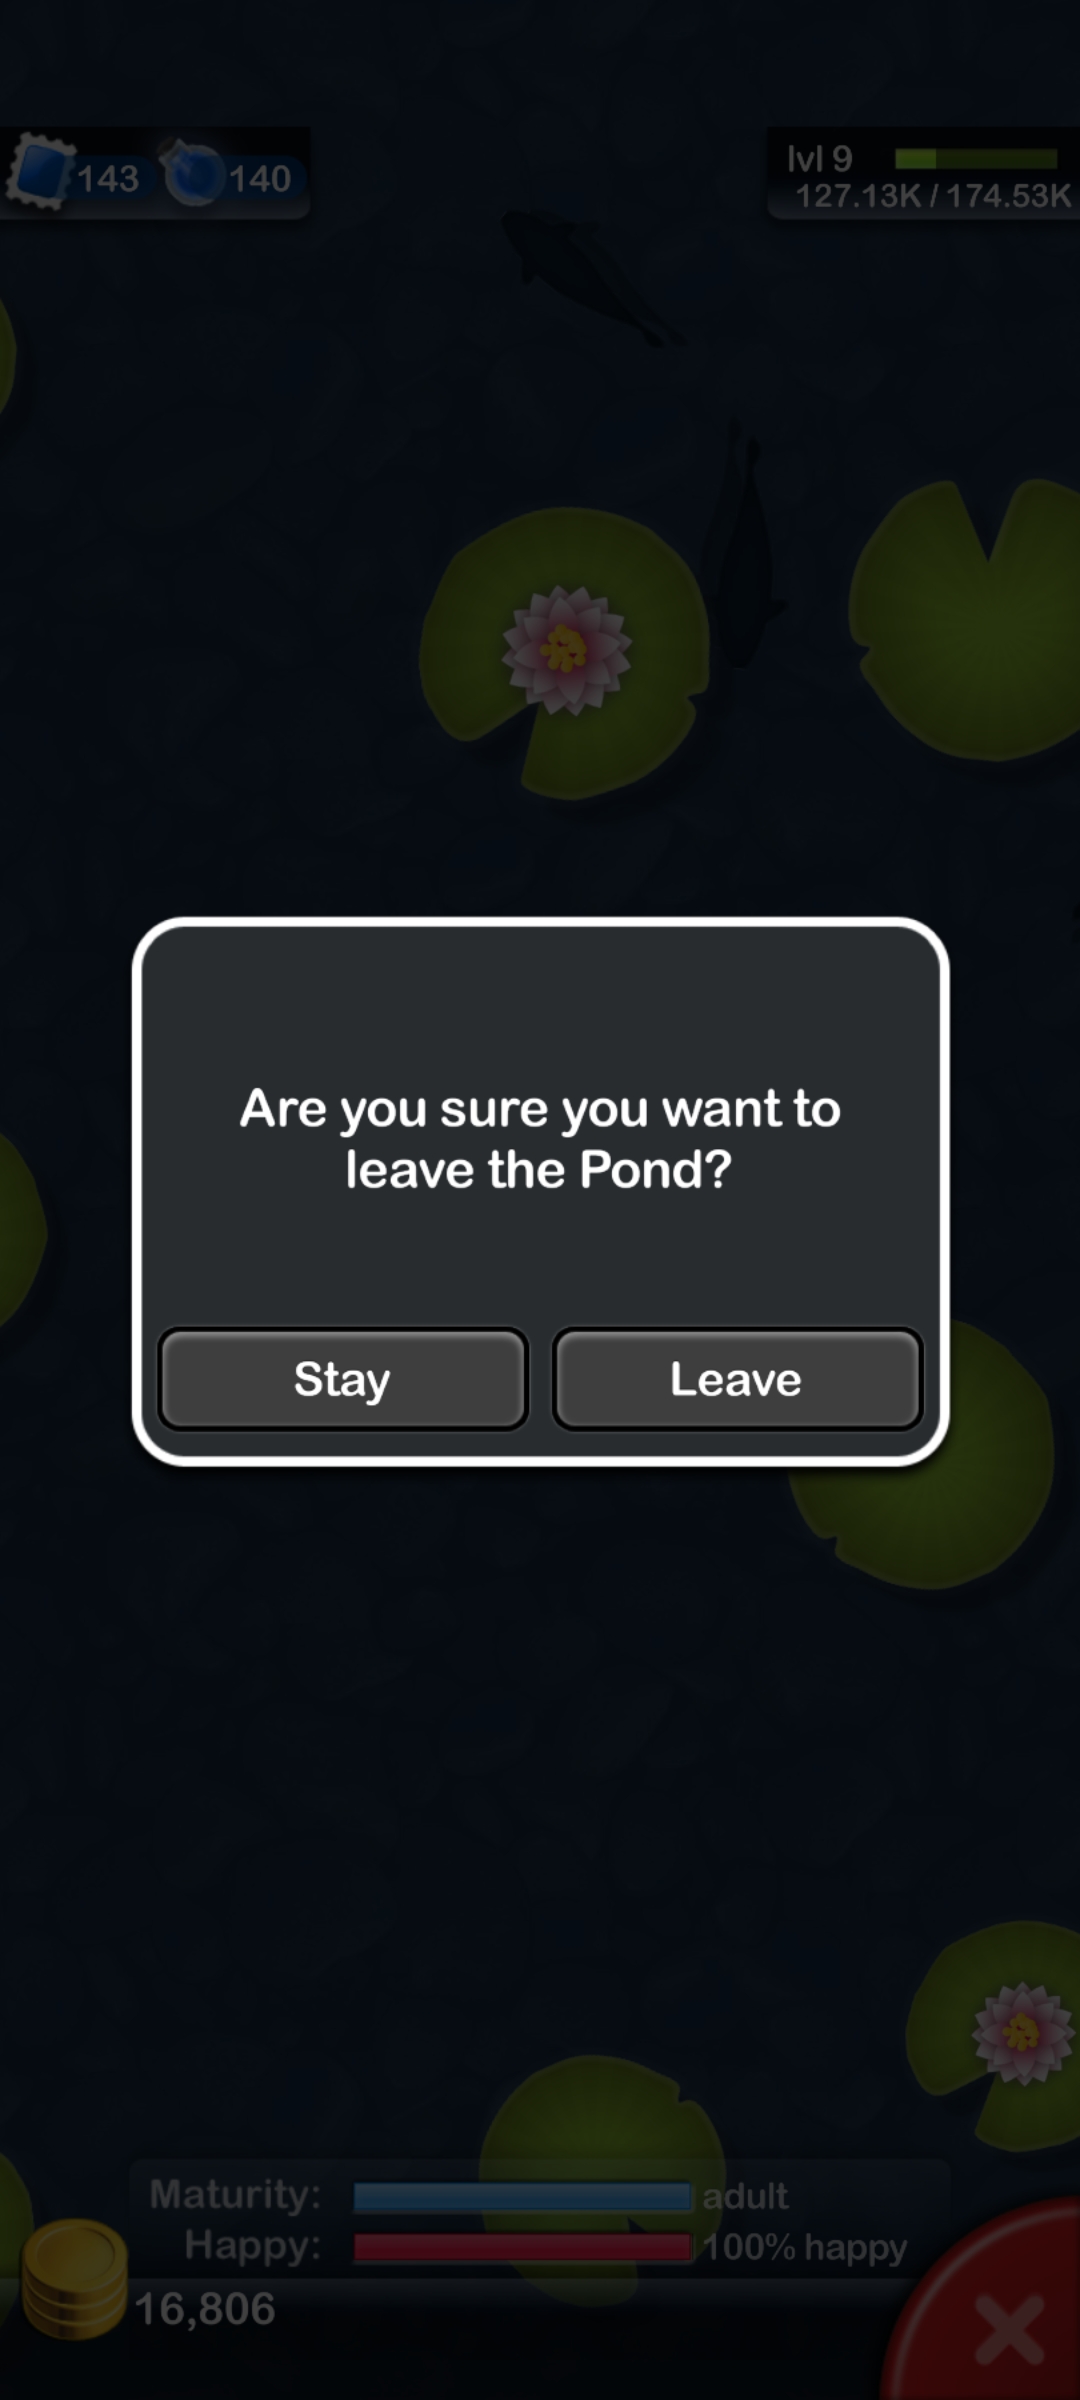 143 140
lvl 9
127.13K / 174.53K
Are you sure you want to
leave the Pond?
Stay Leave
Maturity: adult
Happy: 100% happy
16,806